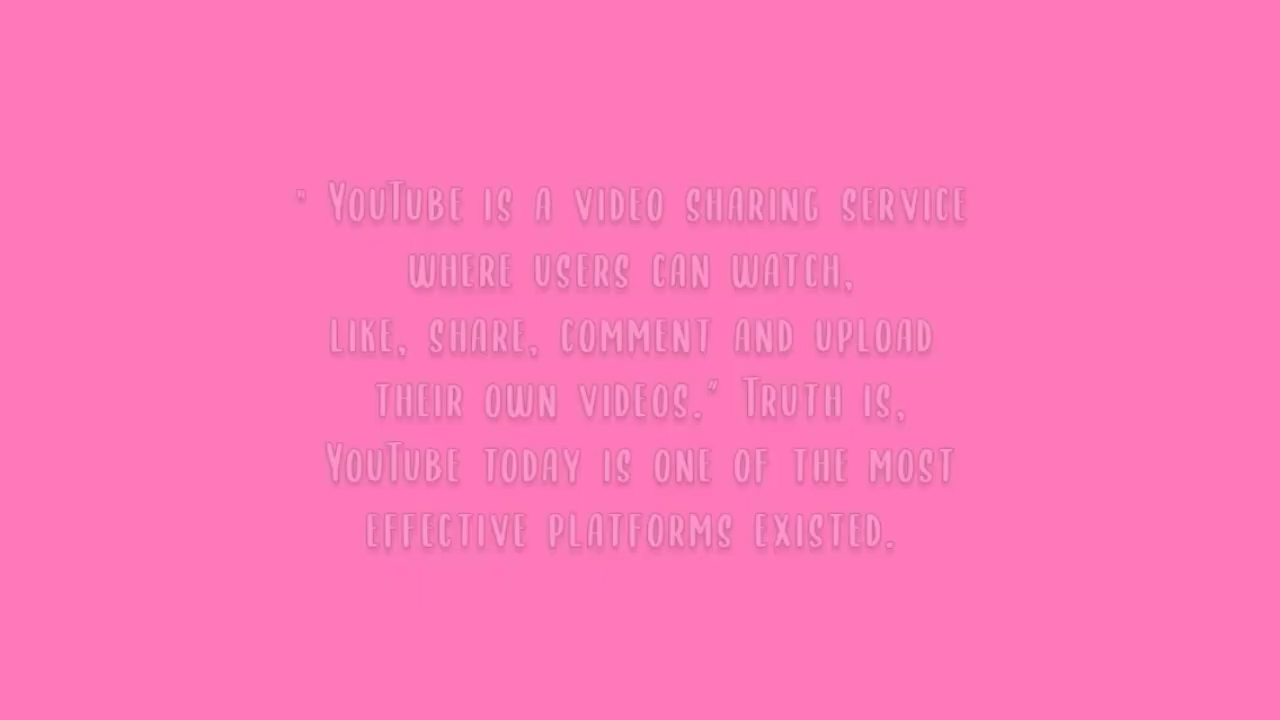 " YouTube is a video sharing service
where users can watch,
like, share, comment and upload
their own videos." Truth is,
YouTube today is one of the most
effective platforms existed.